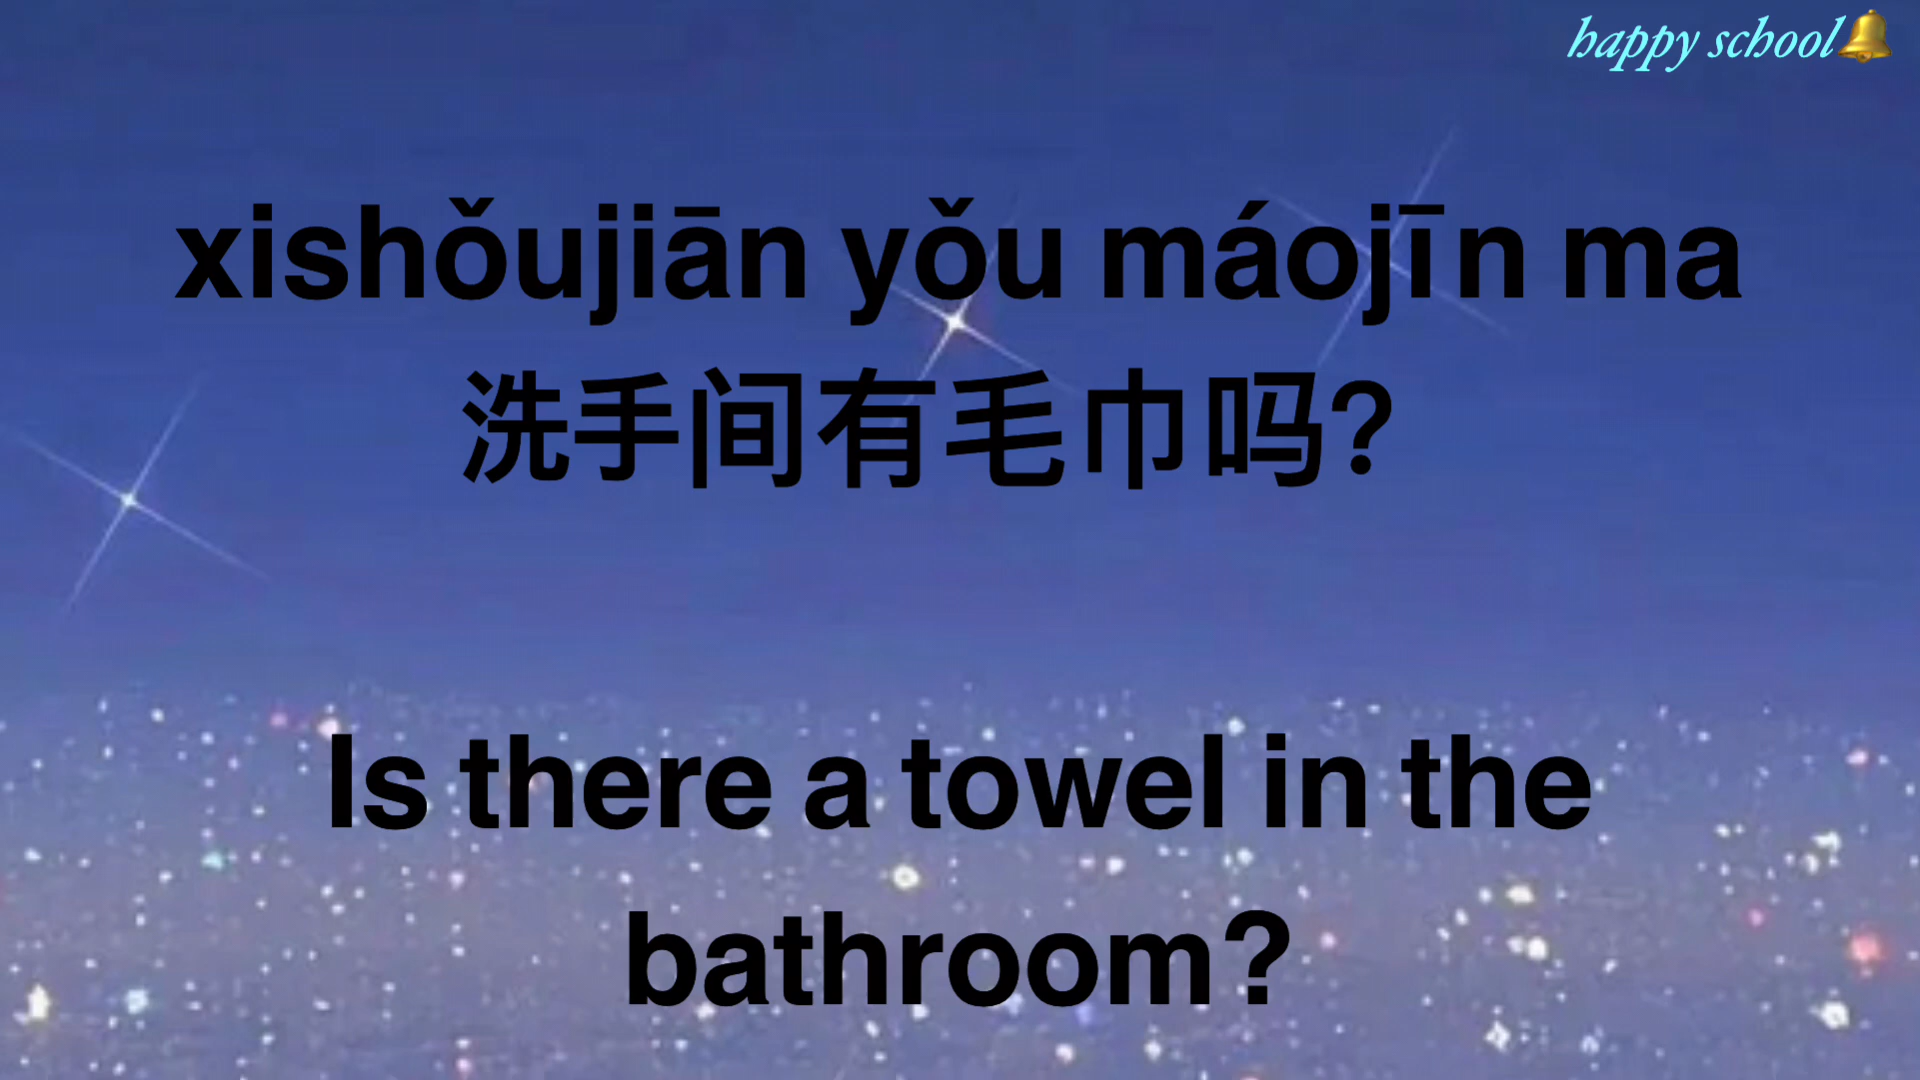 happy school🔔
xishǒujiān yǒu máojīn ma
洗手间有毛巾吗?
Is there a towel in the
bathroom?